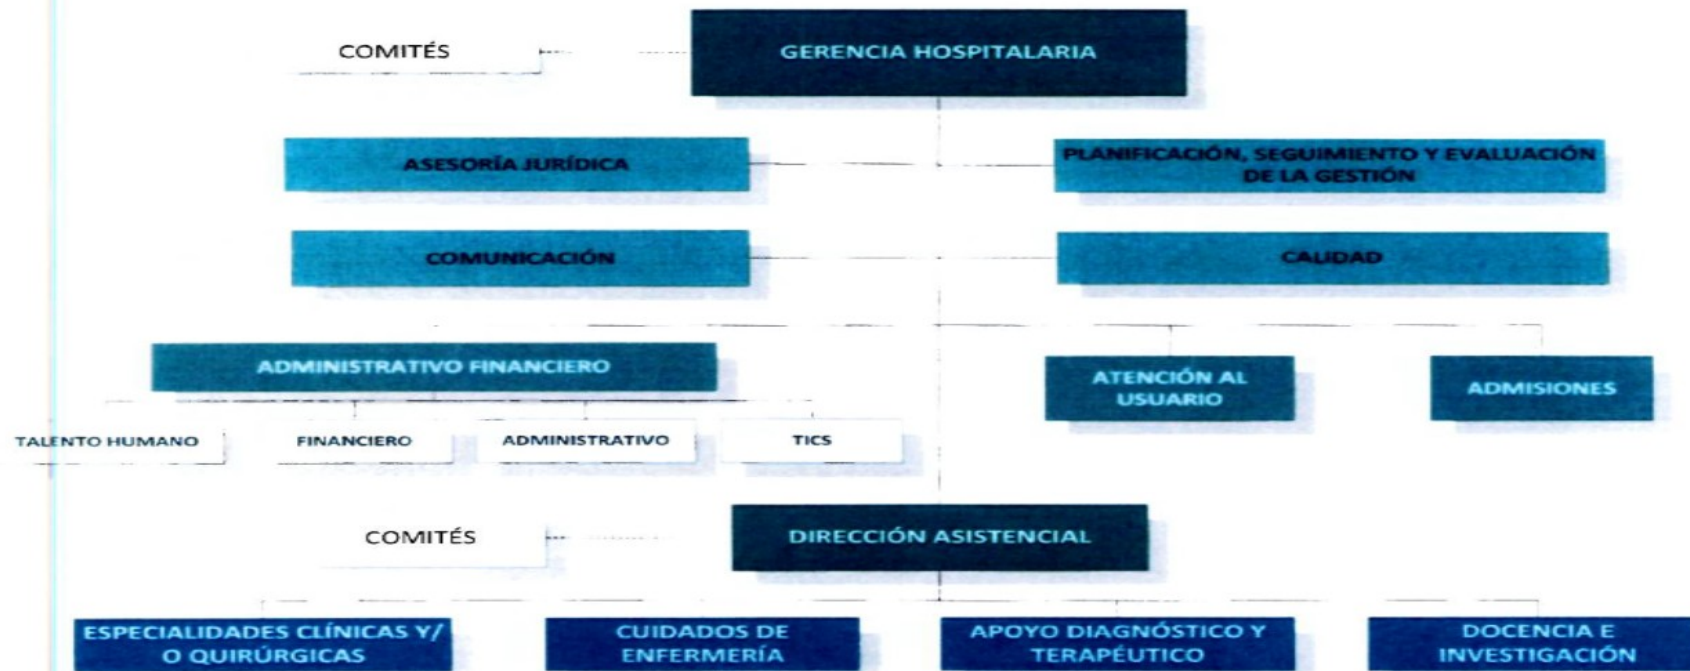 COMITÉS
GERENCIA HOSPITALARIA
ASESORÍA JURÍDICA
PLANIFICACIÓN, SEGUIMIENTO Y EVALUACIÓN
DE LA GESTIÓN
COMUNICACIÓN
CALIDAD
ADMINISTRATIVO FINANCIERO
ATENCIÓN AL
USUARIO
ADMISIONES
TALENTO HUMANO
FINANCIERO
ADMINISTRATIVO
TICS
COMITÉS
DIRECCIÓN ASISTENCIAL
ESPECIALIDADES CLÍNICAS Y/
O QUIRÚRGICAS
CUIDADOS DE
ENFERMERÍA
APOYO DIAGNÓSTICO Y
TERAPÉUTICO
DOCENCIA E
INVESTIGACIÓN